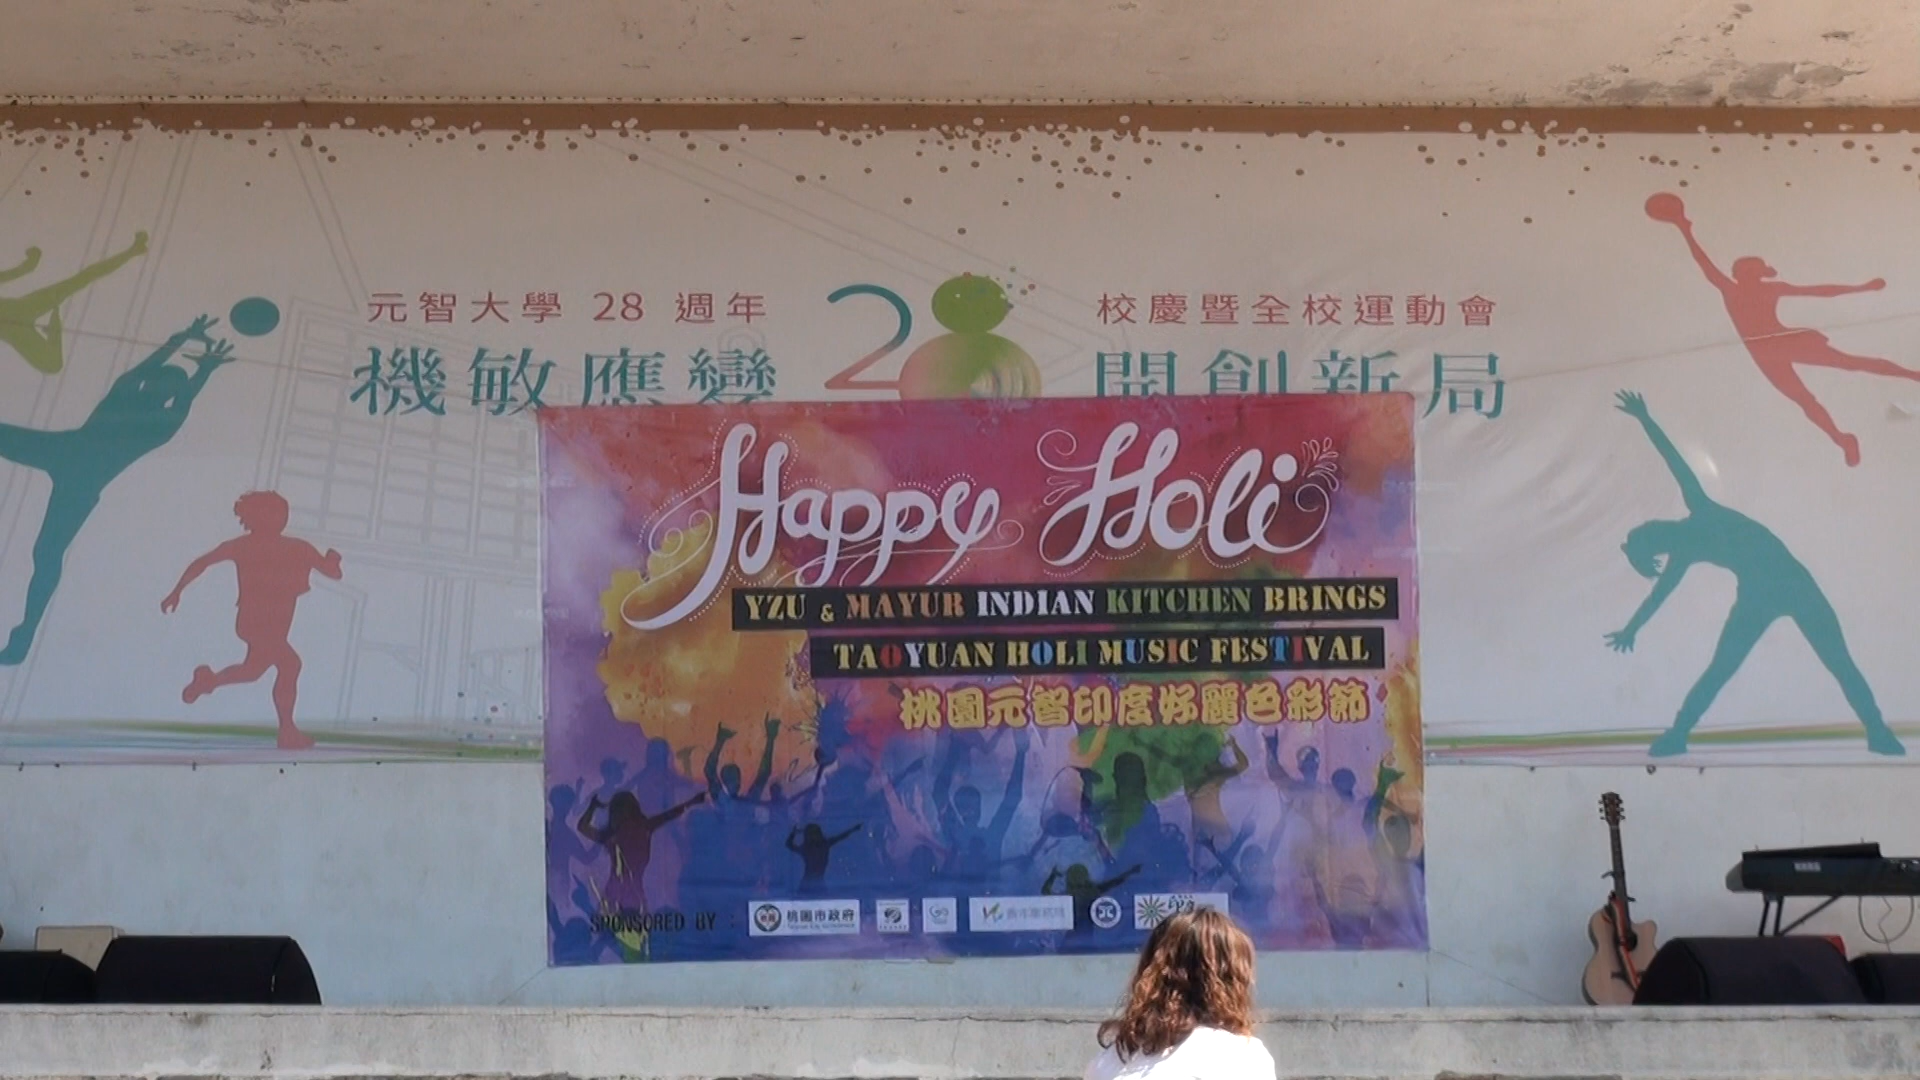 元智大學 28 週年
28
校慶暨全校運動會
機敏應變
開創新局
Happy Holi
YZU & MAYUR INDIAN KITCHEN BRINGS
TAOYUAN HOLI MUSIC FESTIVAL
桃園元智印度好麗色彩節
SPONSORED BY :
桃園市政府
KORG